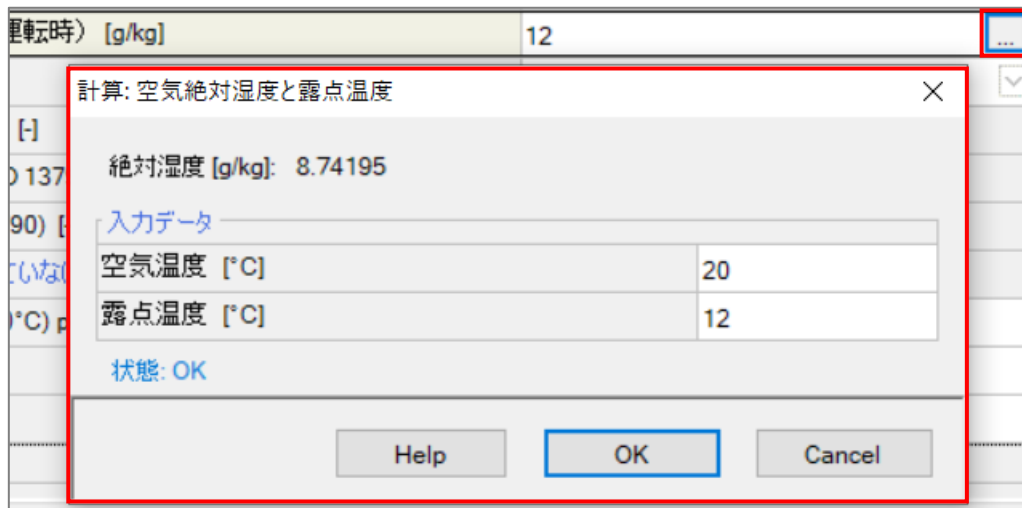 運転時） [g/kg] 12 ...
計算: 空気絶対湿度と露点温度
[-]
絶対湿度 [g/kg]: 8.74195
137
90)
入力データ
空気温度 [°C] 20
°C) p
露点温度 [°C] 12
状態: OK
Help OK Cancel